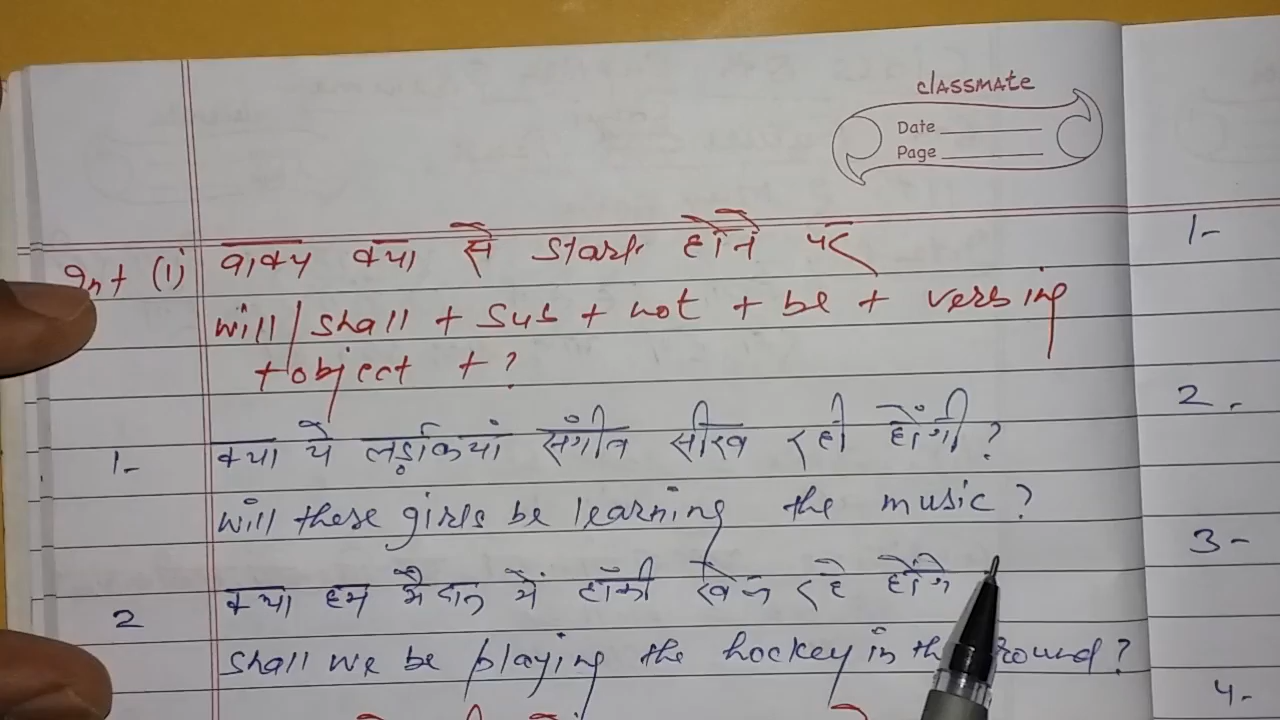 classmate
Date
Page
Int (1) वाक्य क्या से start होने पर
will/shall + sub + not + be + verb ing
+ object + ?
1- क्या ये लड़कियां संगीत सीख रही होंगी ?
will these girls be learning the music ?
2 क्या हम मैदान में हॉकी खेल रहे होंगे
shall we be playing the hockey in the round ?
1-
2.
3-
4-